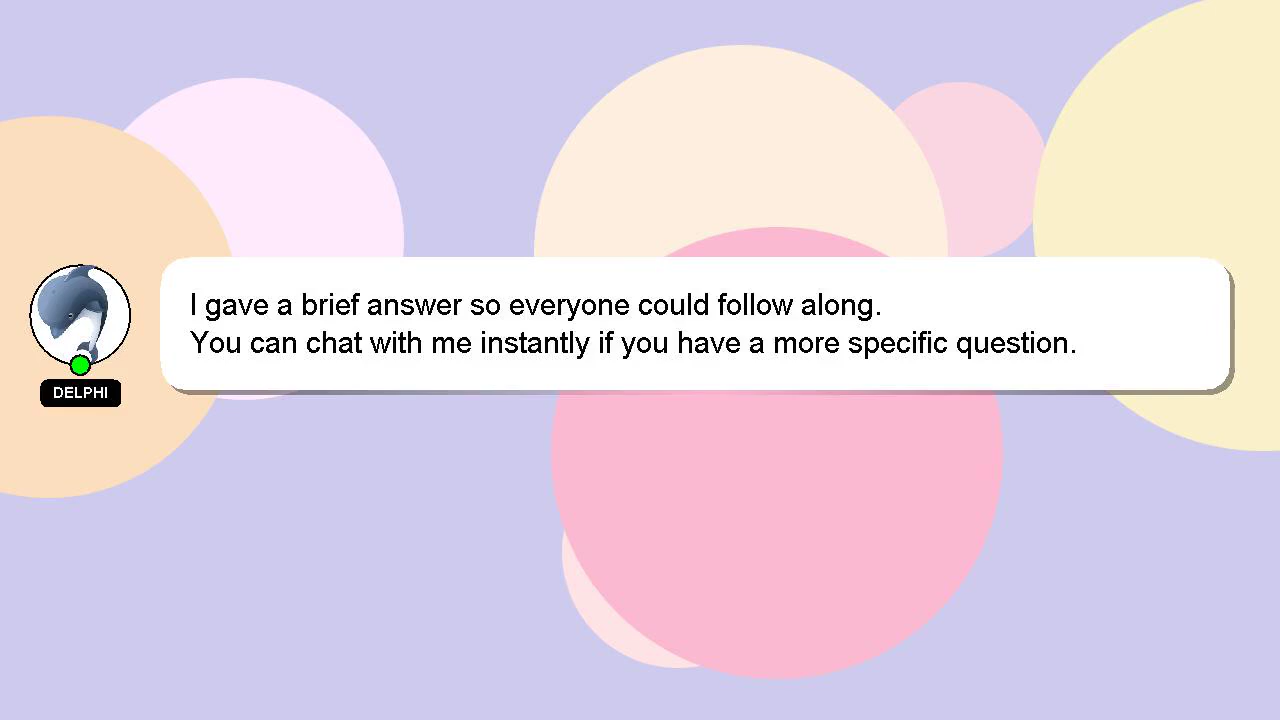 I gave a brief answer so everyone could follow along.
You can chat with me instantly if you have a more specific question.
DELPHI